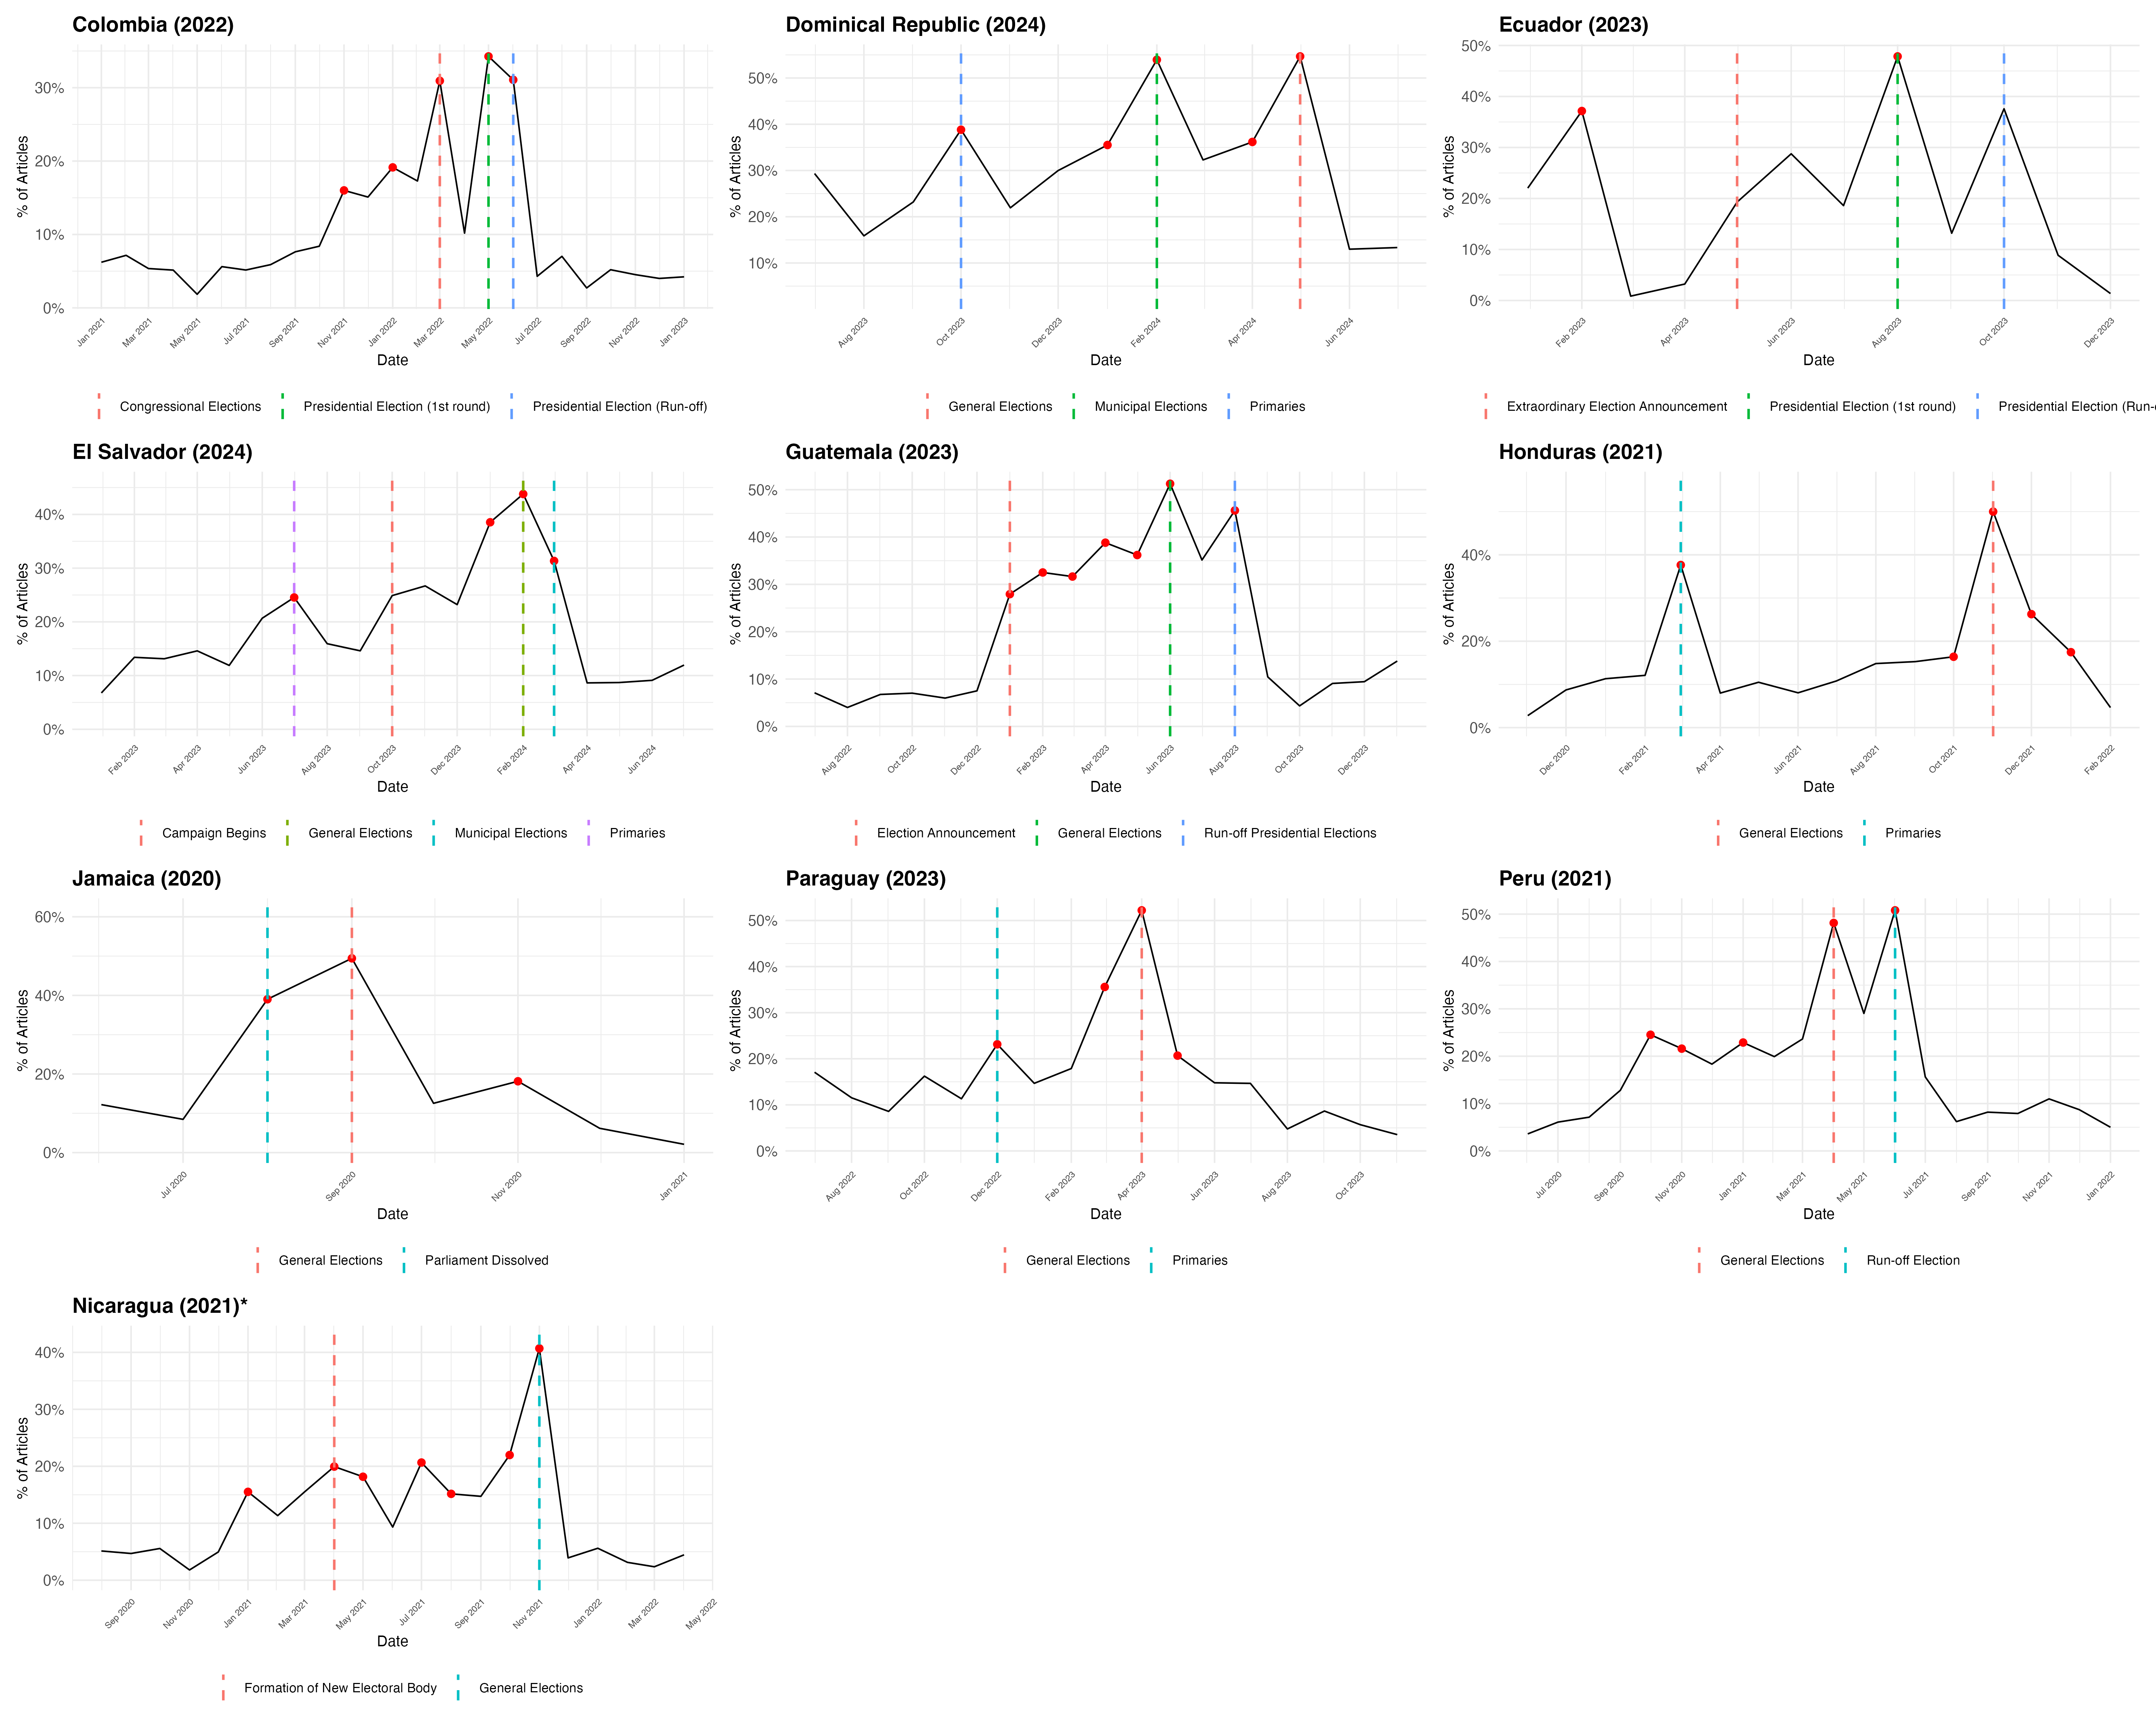 Colombia (2022)
% of Articles
30%
20%
10%
0%
Jan 2021 Mar 2021 May 2021 Jul 2021 Sep 2021 Nov 2021 Jan 2022 Mar 2022 May 2022 Jul 2022 Sep 2022 Nov 2022 Jan 2023
Date
Congressional Elections Presidential Election (1st round) Presidential Election (Run-off)
Dominical Republic (2024)
% of Articles
50%
40%
30%
20%
10%
Aug 2023 Oct 2023 Dec 2023 Feb 2024 Apr 2024 Jun 2024
Date
General Elections Municipal Elections Primaries
Ecuador (2023)
% of Articles
50%
40%
30%
20%
10%
0%
Feb 2023 Apr 2023 Jun 2023 Aug 2023 Oct 2023 Dec 2023
Date
Extraordinary Election Announcement Presidential Election (1st round) Presidential Election (Run-
El Salvador (2024)
% of Articles
40%
30%
20%
10%
0%
Feb 2023 Apr 2023 Jun 2023 Aug 2023 Oct 2023 Dec 2023 Feb 2024 Apr 2024 Jun 2024
Date
Campaign Begins General Elections Municipal Elections Primaries
Guatemala (2023)
% of Articles
50%
40%
30%
20%
10%
0%
Aug 2022 Oct 2022 Dec 2022 Feb 2023 Apr 2023 Jun 2023 Aug 2023 Oct 2023 Dec 2023
Date
Election Announcement General Elections Run-off Presidential Elections
Honduras (2021)
% of Articles
40%
20%
0%
Dec 2020 Feb 2021 Apr 2021 Jun 2021 Aug 2021 Oct 2021 Dec 2021 Feb 2022
Date
General Elections Primaries
Jamaica (2020)
% of Articles
60%
40%
20%
0%
Jul 2020 Sep 2020 Nov 2020 Jan 2021
Date
General Elections Parliament Dissolved
Paraguay (2023)
% of Articles
50%
40%
30%
20%
10%
0%
Aug 2022 Oct 2022 Dec 2022 Feb 2023 Apr 2023 Jun 2023 Aug 2023 Oct 2023
Date
General Elections Primaries
Peru (2021)
% of Articles
50%
40%
30%
20%
10%
0%
Jul 2020 Sep 2020 Nov 2020 Jan 2021 Mar 2021 May 2021 Jul 2021 Sep 2021 Nov 2021 Jan 2022
Date
General Elections Run-off Election
Nicaragua (2021)*
% of Articles
40%
30%
20%
10%
0%
Sep 2020 Nov 2020 Jan 2021 Mar 2021 May 2021 Jul 2021 Sep 2021 Nov 2021 Jan 2022 Mar 2022 May 2022
Date
Formation of New Electoral Body General Elections